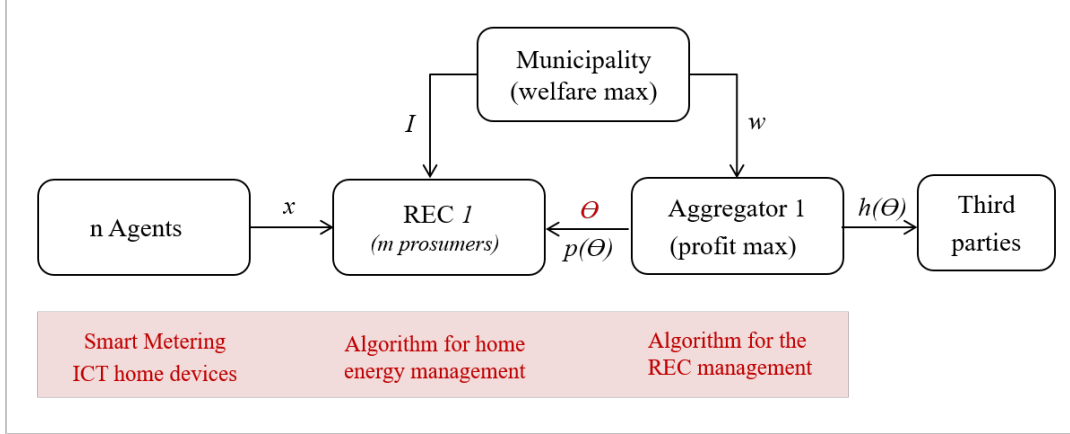 Municipality
(welfare max)
I
w
n Agents
x
REC 1
(m prosumers)
Θ
p(Θ)
Aggregator 1
(profit max)
h(Θ)
Third
parties
Smart Metering
ICT home devices
Algorithm for home
energy management
Algorithm for the
REC management